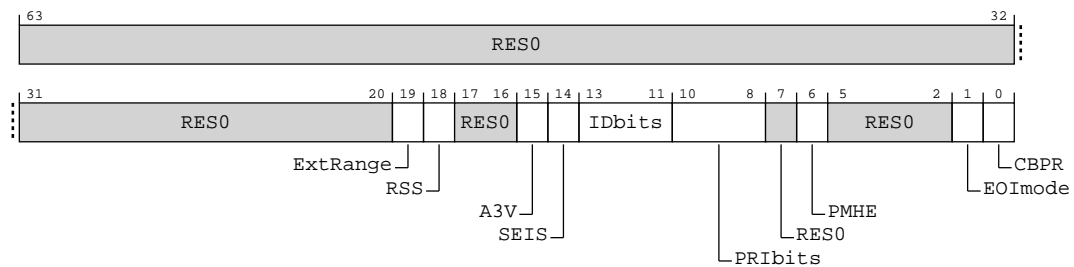 63 32
RES0
31 20 19 18 17 16 15 14 13 11 10 8 7 6 5 2 1 0
RES0 RES0 IDbits RES0
ExtRange CBPR
RSS EOImode
A3V PMHE
SEIS RES0
PRIbits